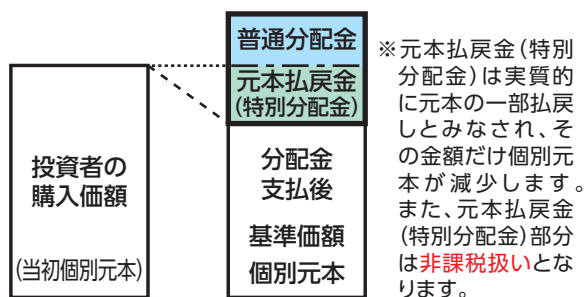 投資者の
購入価額
(当初個別元本)
普通分配金
元本払戻金
(特別分配金)
分配金
支払後
基準価額
個別元本
※元本払戻金(特別
分配金)は実質的
に元本の一部払戻
しとみなされ、そ
の金額だけ個別元
本が減少します。
また、元本払戻金
(特別分配金)部分
は非課税扱いとな
ります。